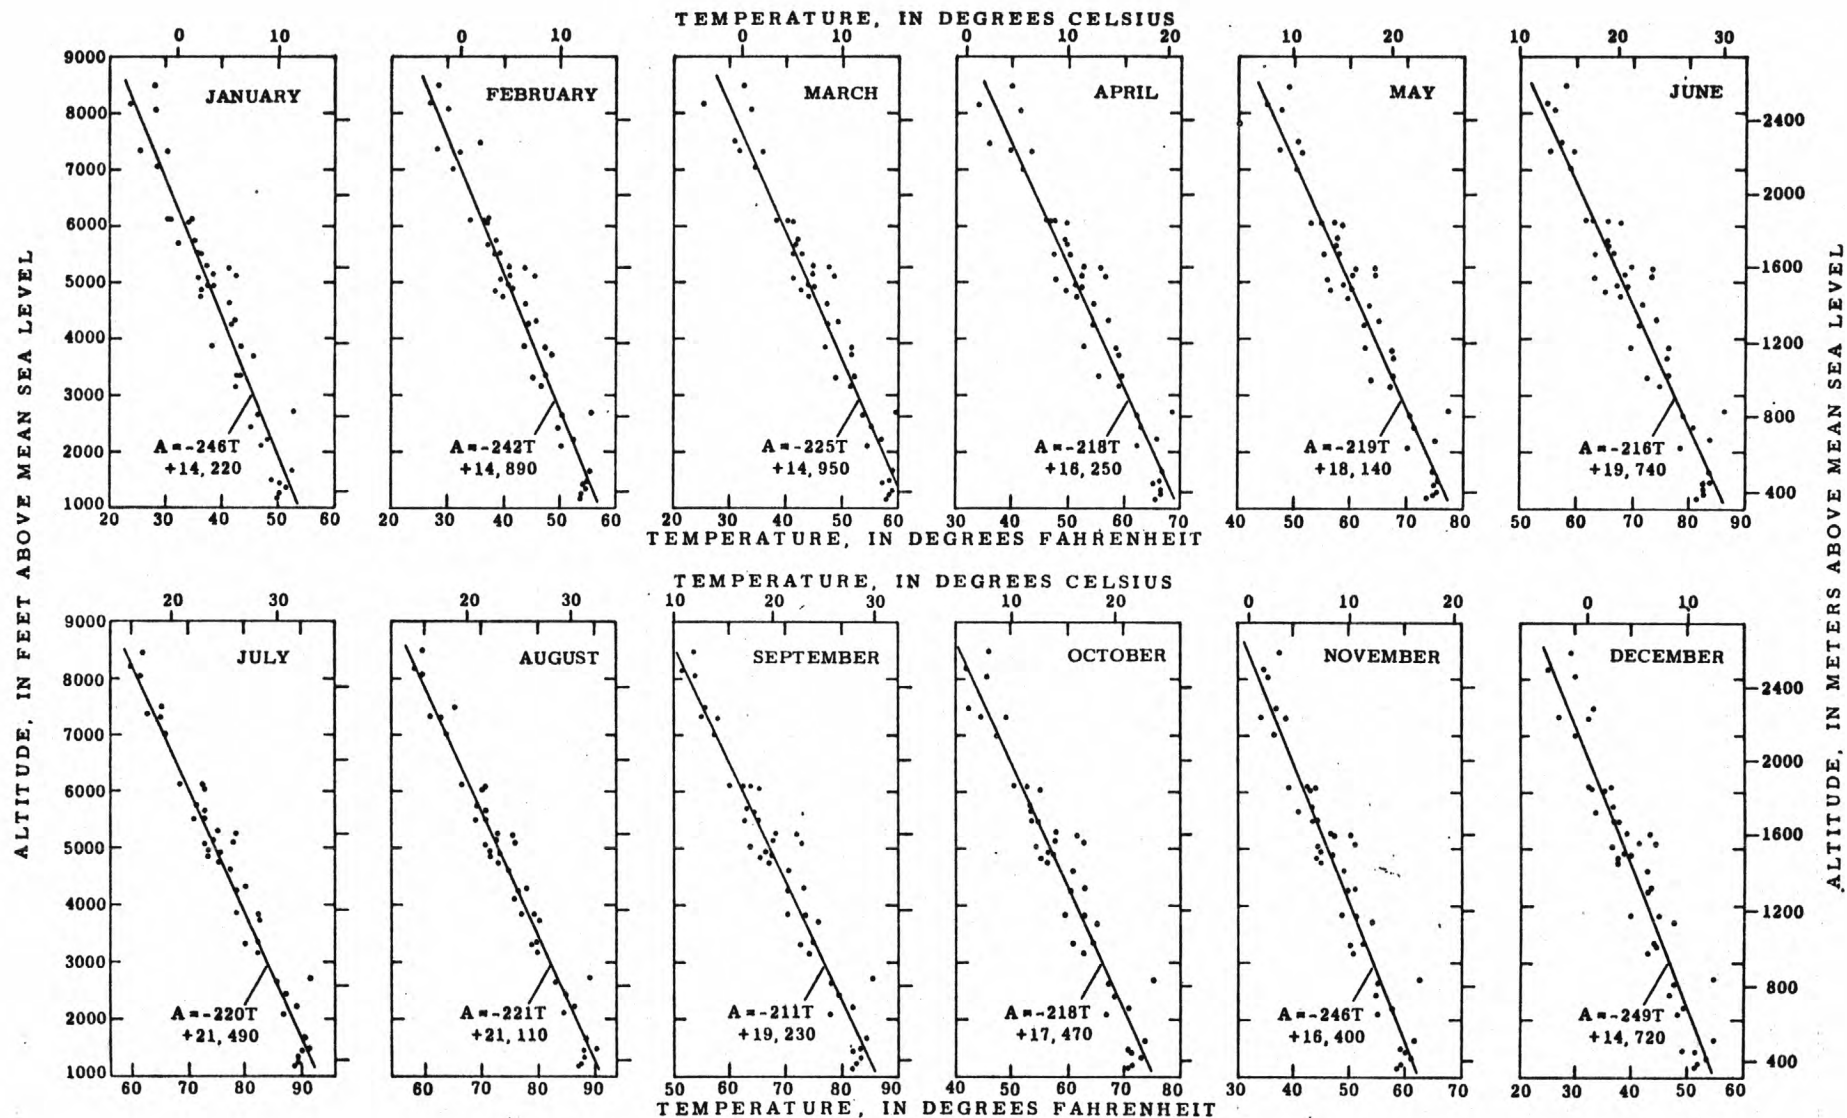 TEMPERATURE, IN DEGREES CELSIUS
0 10 0 10 0 10 0 10 20 10 20 10 20 30
9000
JANUARY FEBRUARY MARCH APRIL MAY JUNE
8000 2400
7000
2000
6000
5000 1600
4000 1200
3000
800
A=-246T A=-242T A=-225T A=-218T A=-219T A=-216T
+14,220 +14,890 +14,950 +16,250 +18,140 +19,740
2000
1000 400
20 30 40 50 60 20 30 40 50 60 20 30 40 50 60 30 40 50 60 70 40 50 60 70 80 50 60 70 80 90
TEMPERATURE, IN DEGREES FAHRENHEIT
ALTITUDE, IN FEET ABOVE MEAN SEA LEVEL
ALTITUDE, IN METERS ABOVE MEAN SEA LEVEL
TEMPERATURE, IN DEGREES CELSIUS
20 30 20 30 10 20 30 10 20 0 10 20 0 10
9000
JULY AUGUST SEPTEMBER OCTOBER NOVEMBER DECEMBER
8000 2400
7000
2000
6000
5000 1600
4000 1200
3000
800
A=-220T A=-221T A=-211T A=-218T A=-246T A=-249T
+21,490 +21,110 +19,230 +17,470 +16,400 +14,720
2000
1000 400
60 70 80 90 60 70 80 90 50 60 70 80 90 40 50 60 70 80 30 40 50 60 70 20 30 40 50 60
TEMPERATURE, IN DEGREES FAHRENHEIT